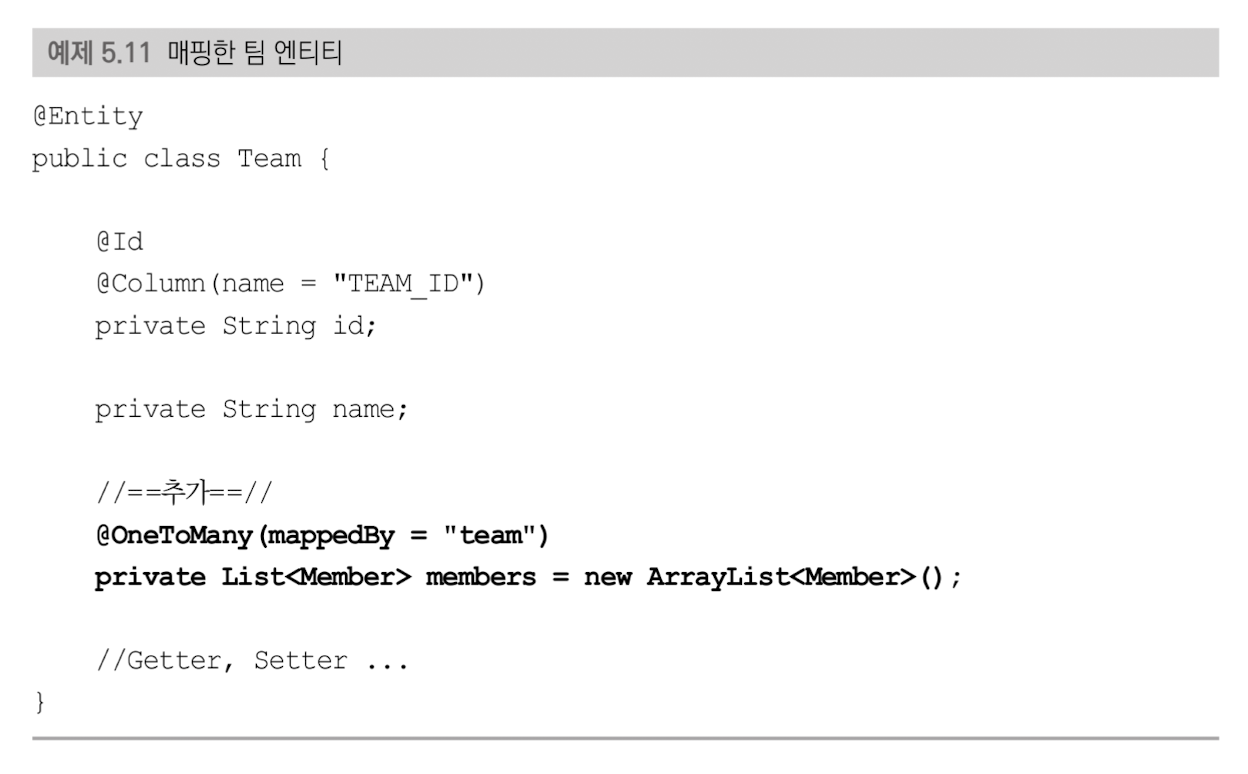 예제 5.11 매핑한 팀 엔티티
@Entity
public class Team {
@Id
@Column(name = "TEAM_ID")
private String id;
private String name;
//==추가==//
@OneToMany(mappedBy = "team")
private List<Member> members = new ArrayList<Member>();
//Getter, Setter ...
}